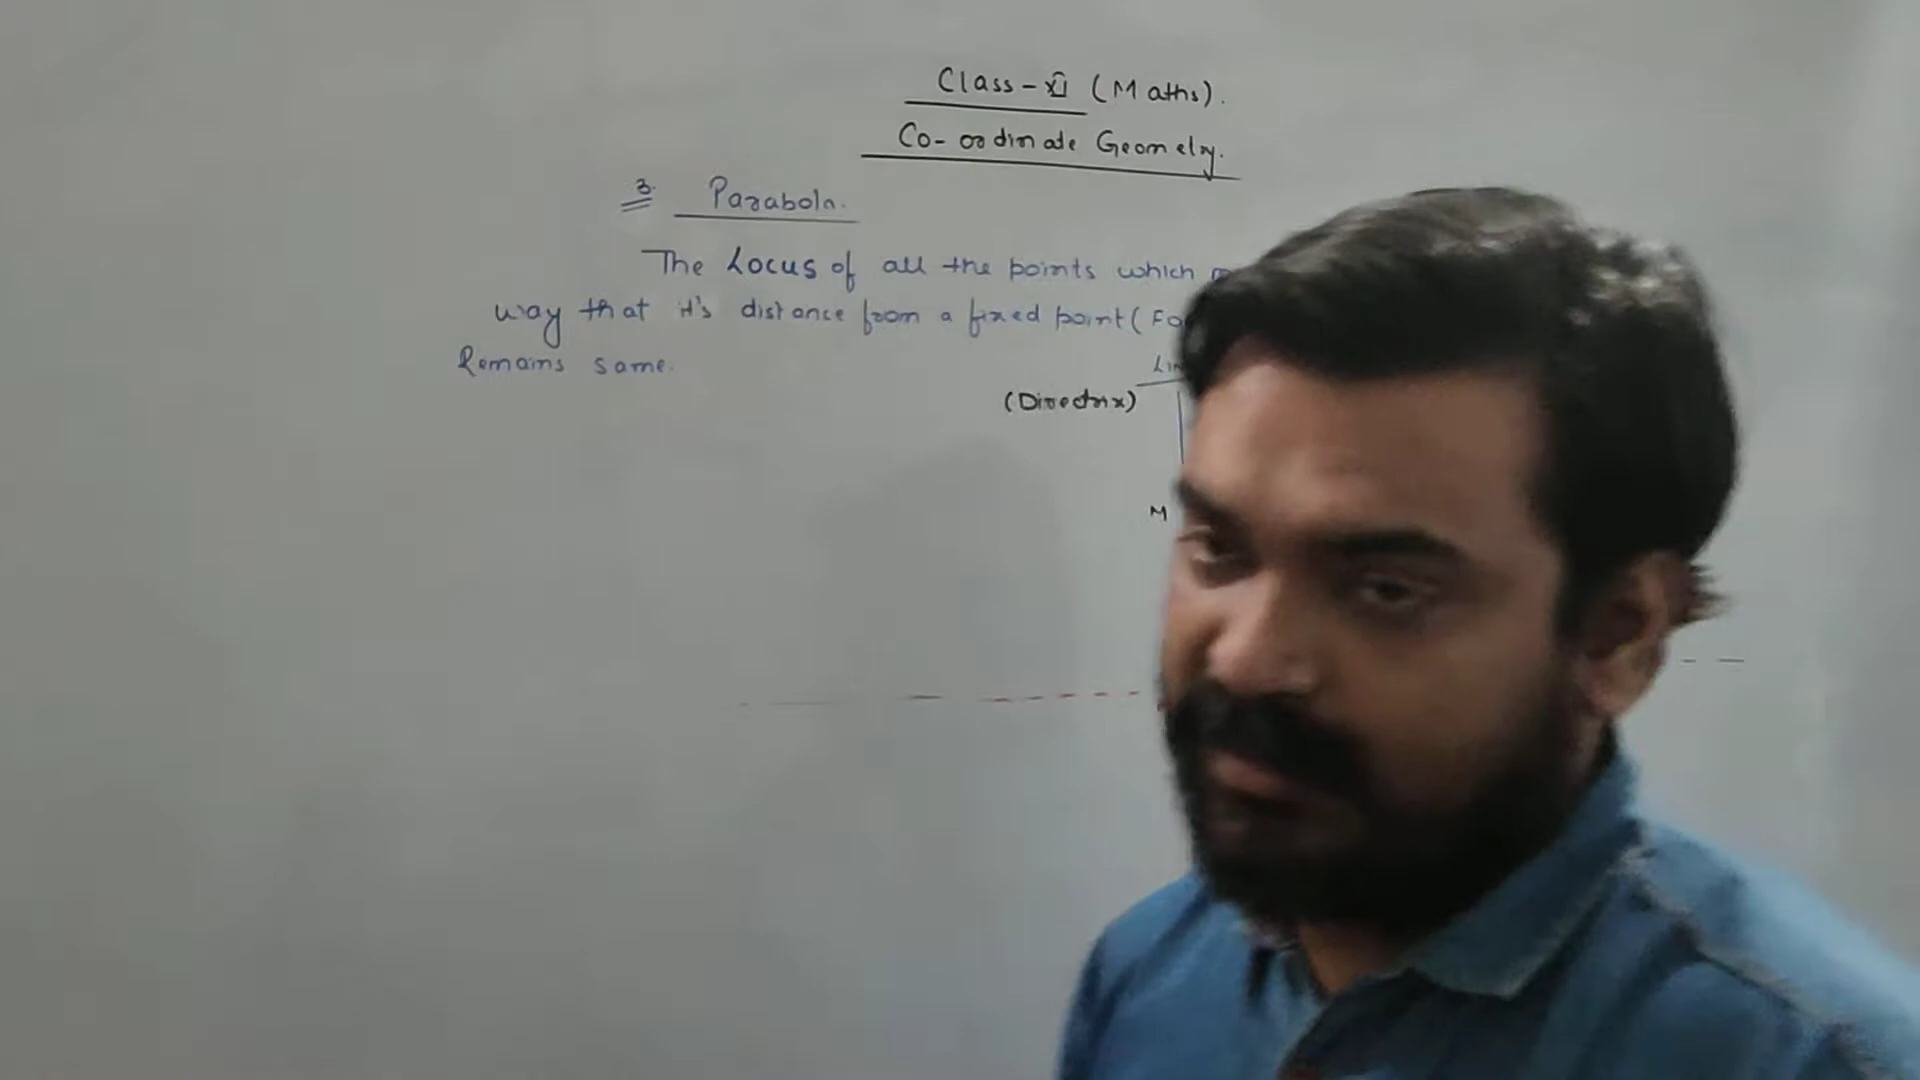 Class-XI (Maths).
Co-ordinate Geometry.
3. Parabola.
The Locus of all the points which
way that it's distance from a fixed point (
Remains same.
(Directrix)
M